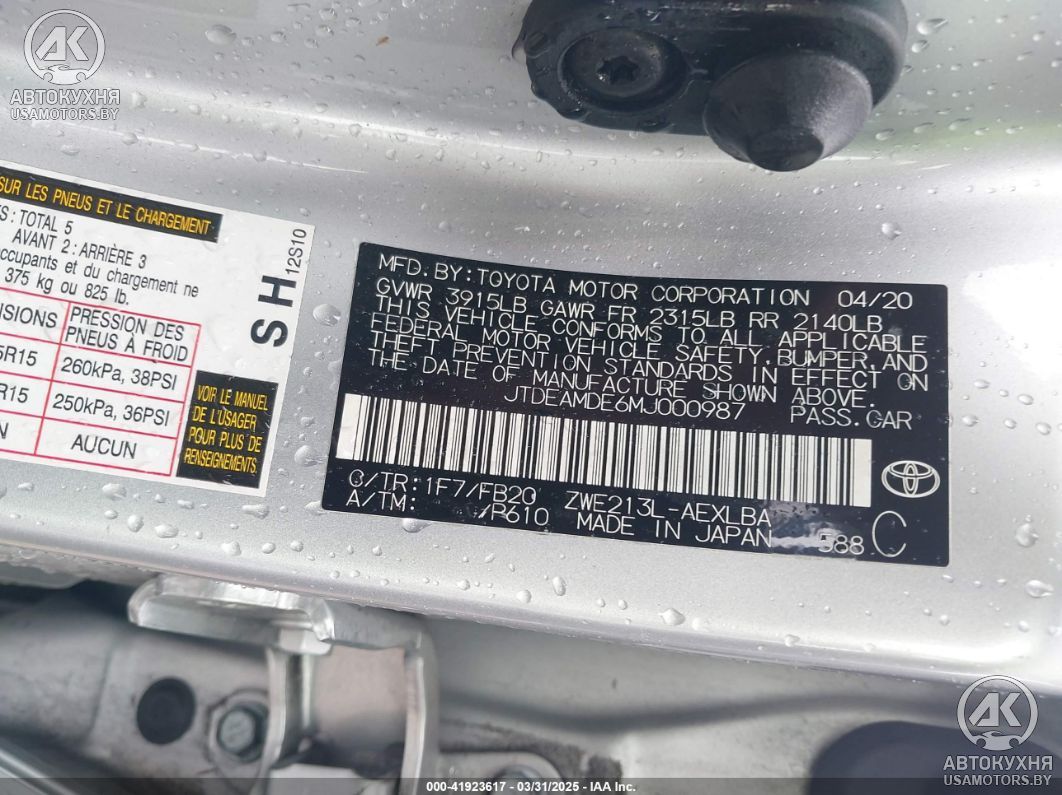 АВТОКУХНЯ
USAMOTORS.BY
SUR LES PNEUS ET LE CHARGEMENT
TOTAL 5
AVANT 2 : ARRIÈRE 3
occupants et du chargement ne
375 kg ou 825 lb.
PRESSION DES
PNEUS À FROID
5R15 260kPa, 38PSI
R15 250kPa, 36PSI
AUCUN
SH
12S10
VOIR LE MANUEL
DE L'USAGER
POUR PLUS DE
RENSEIGNEMENTS.
MFD.BY:TOYOTA MOTOR CORPORATION 04/20
GVWR 3915LB GAWR FR 2315LB RR 2140LB
THIS VEHICLE CONFORMS TO ALL APPLICABLE
FEDERAL MOTOR VEHICLE SAFETY, BUMPER, AND
THEFT PREVENTION STANDARDS IN EFFECT ON
THE DATE OF MANUFACTURE SHOWN ABOVE.
JTDEAMDE6MJ000987 PASS.CAR
C/TR:1F7/FB20 ZWE213L-AEXLBA
A/TM: /P610 MADE IN JAPAN 588 C
АВТОКУХНЯ
USAMOTORS.BY
000-41923617 - 03/31/2025 - IAA Inc.